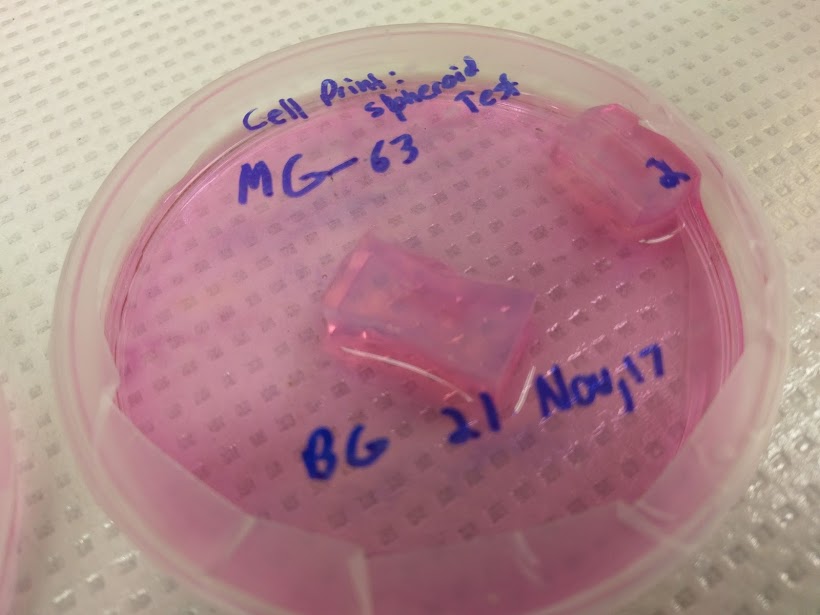 Cell Print:
Spheroid
Test
MG-63
2
BG 21 Nov,17